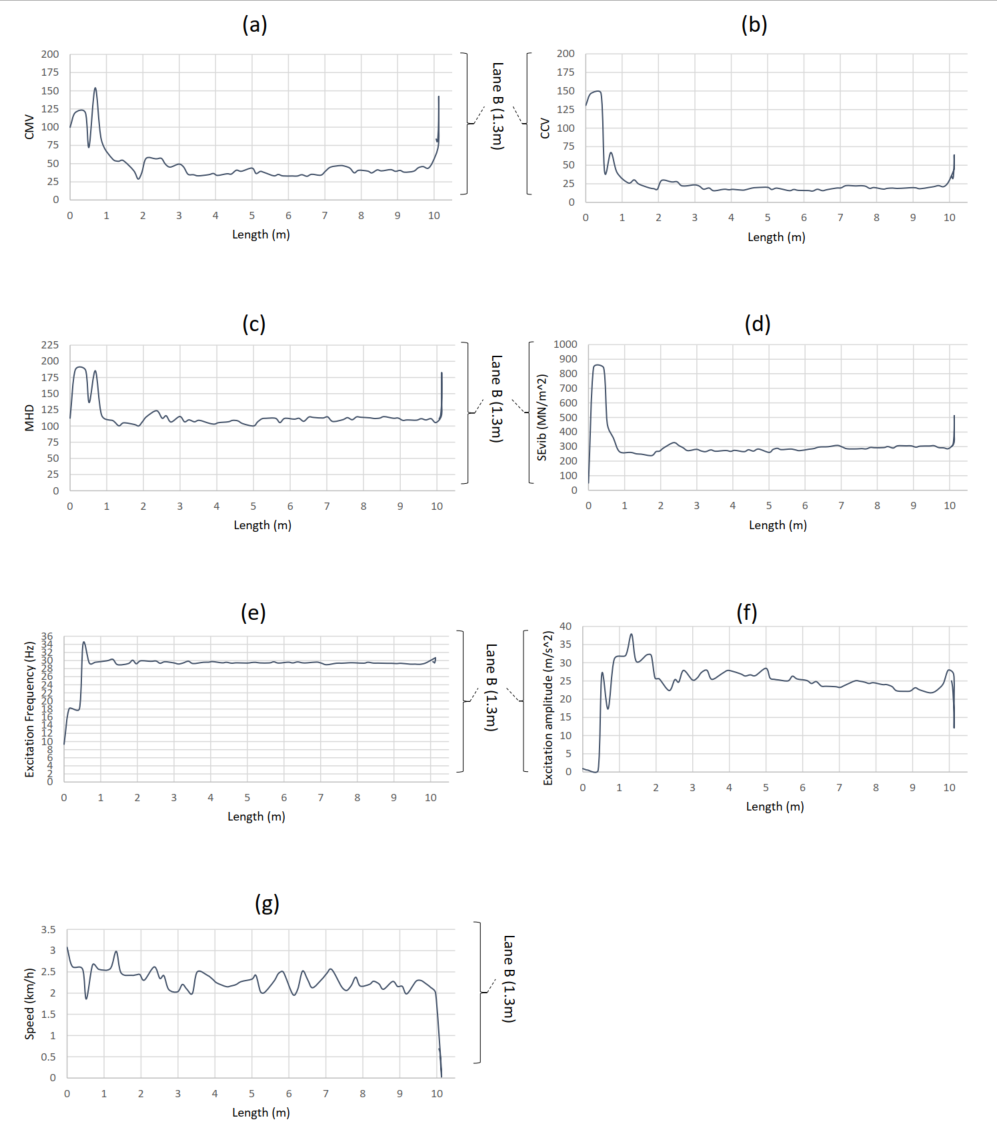 (a)
(b)
200
175
150
125
100
75
50
25
0
CMV
0 1 2 3 4 5 6 7 8 9 10
Length (m)
Lane B (1.3m)
200
175
150
125
100
75
50
25
0
CCV
0 1 2 3 4 5 6 7 8 9 10
Length (m)
(c)
(d)
225
200
175
150
125
100
75
50
25
0
MHD
0 1 2 3 4 5 6 7 8 9 10
Length (m)
Lane B (1.3m)
1000
900
800
700
600
500
400
300
200
100
0
SEvib (MN/m^2)
0 1 2 3 4 5 6 7 8 9 10
Length (m)
(e)
(f)
36
34
32
30
28
26
24
22
20
18
16
14
12
10
8
6
4
2
0
Excitation Frequency (Hz)
0 1 2 3 4 5 6 7 8 9 10
Length (m)
Lane B (1.3m)
40
35
30
25
20
15
10
5
0
Excitation amplitude (m/s^2)
0 1 2 3 4 5 6 7 8 9 10
Length (m)
(g)
3.5
3
2.5
2
1.5
1
0.5
0
Speed (km/h)
0 1 2 3 4 5 6 7 8 9 10
Length (m)
Lane B (1.3m)